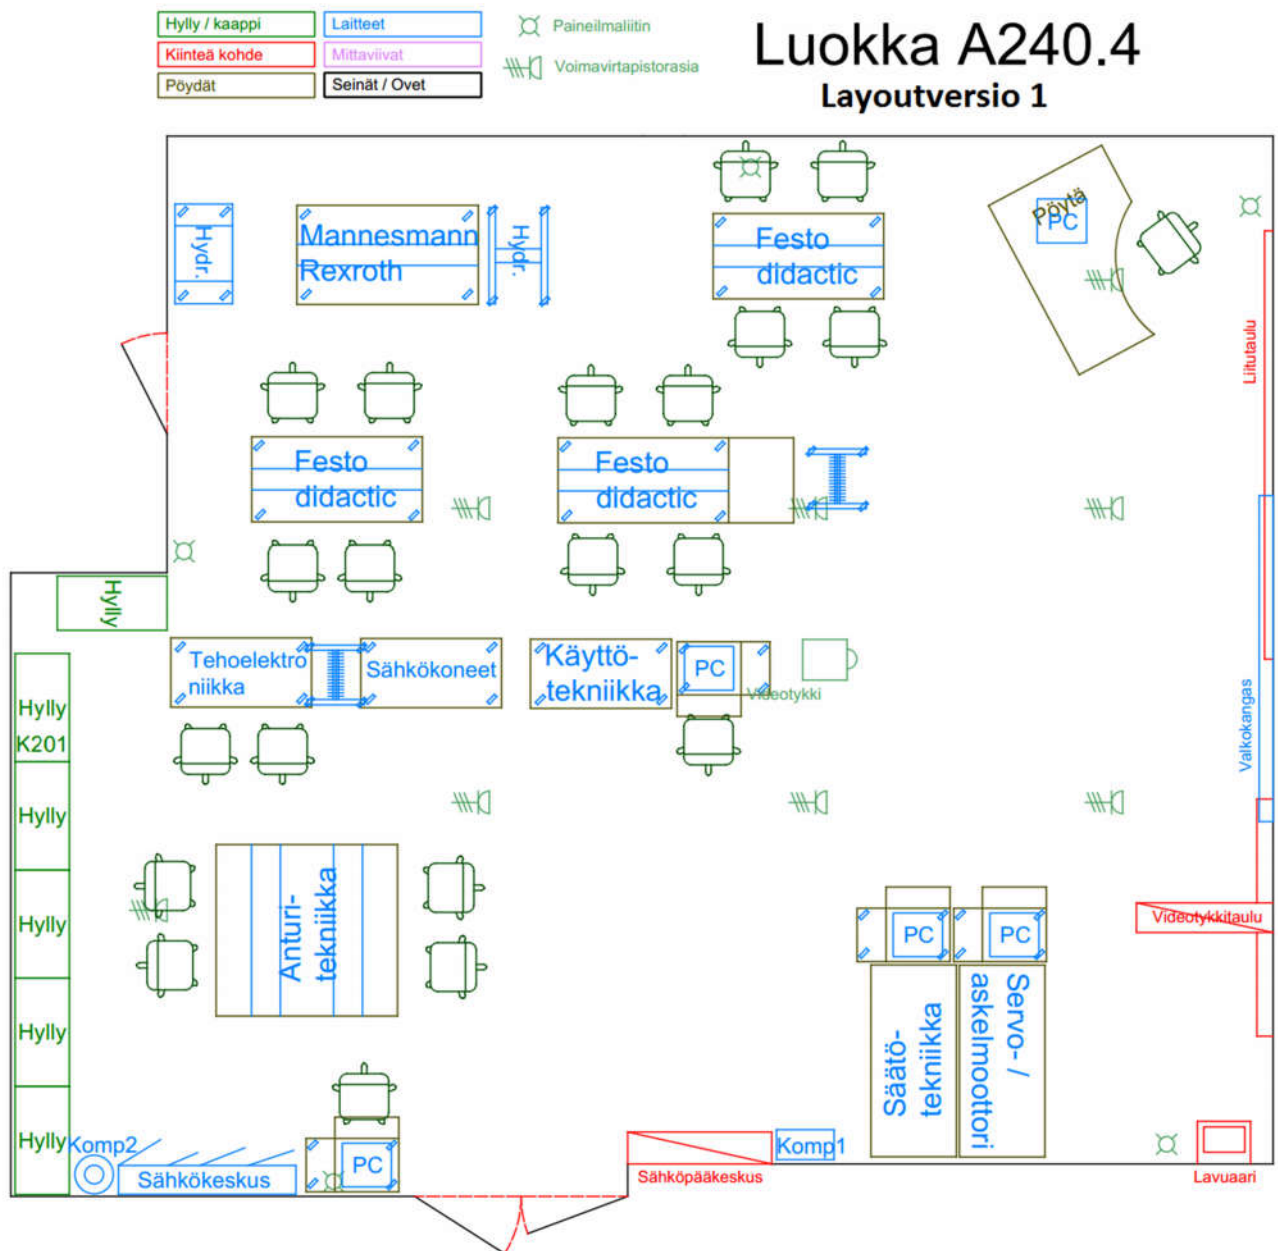 Hylly / kaappi
Laitteet
Paineilmaliitin
Luokka A240.4
Kiinteä kohde
Mittaviivat
Voimavirtapistorasia
Layoutversio 1
Pöydät
Seinät / Ovet
Hydr.
Mannesmann
Rexroth
Hydr.
Festo
didactic
Pöytä
PC
Liitutaulu
Festo
didactic
Festo
didactic
Hylly
Tehoelektro
niikka
Sähkökoneet
Käyttö-
tekniikka
PC
Videotykki
Valkokangas
Hylly
K201
Hylly
Hylly
Hylly
Hylly
Anturi-
tekniikka
PC
PC
Videotykkitaulu
Säätö-
tekniikka
Servo- /
askelmoottori
Komp2
Sähkökeskus
PC
Sähköpääkeskus
Komp1
Lavuaari